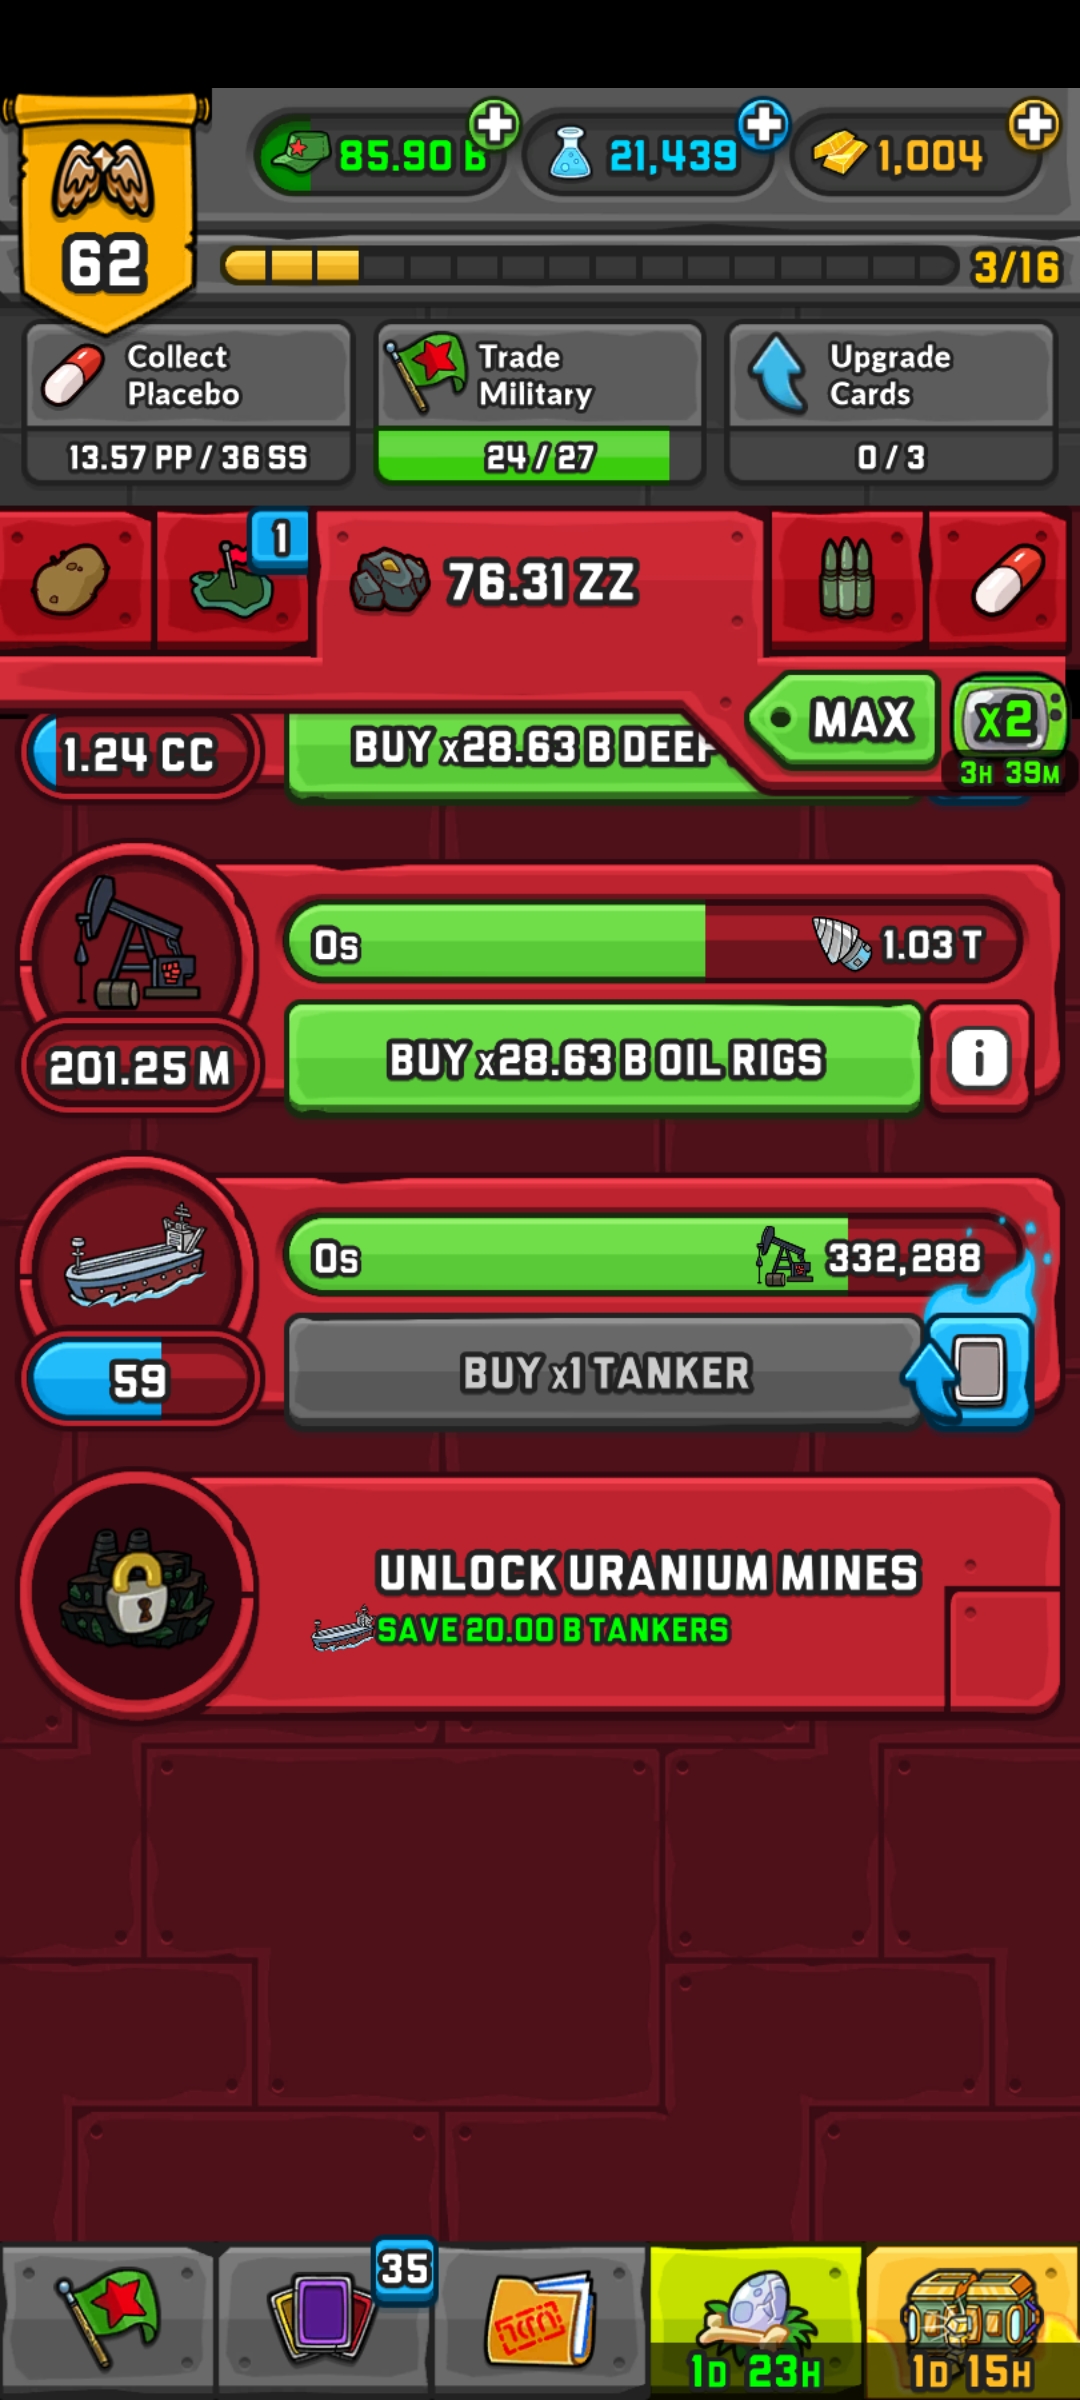 85.90 B
21,439
1,004
62
3/16
Collect
Placebo
13.57 PP / 36 SS
Trade
Military
24 / 27
Upgrade
Cards
0 / 3
1
76.31 ZZ
MAX
x2
3H 39M
1.24 CC
BUY x28.63 B DEEP
0s
1.03 T
201.25 M
BUY x28.63 B OIL RIGS
i
0s
332,288
59
BUY x1 TANKER
UNLOCK URANIUM MINES
SAVE 20.00 B TANKERS
35
1D 23H
1D 15H